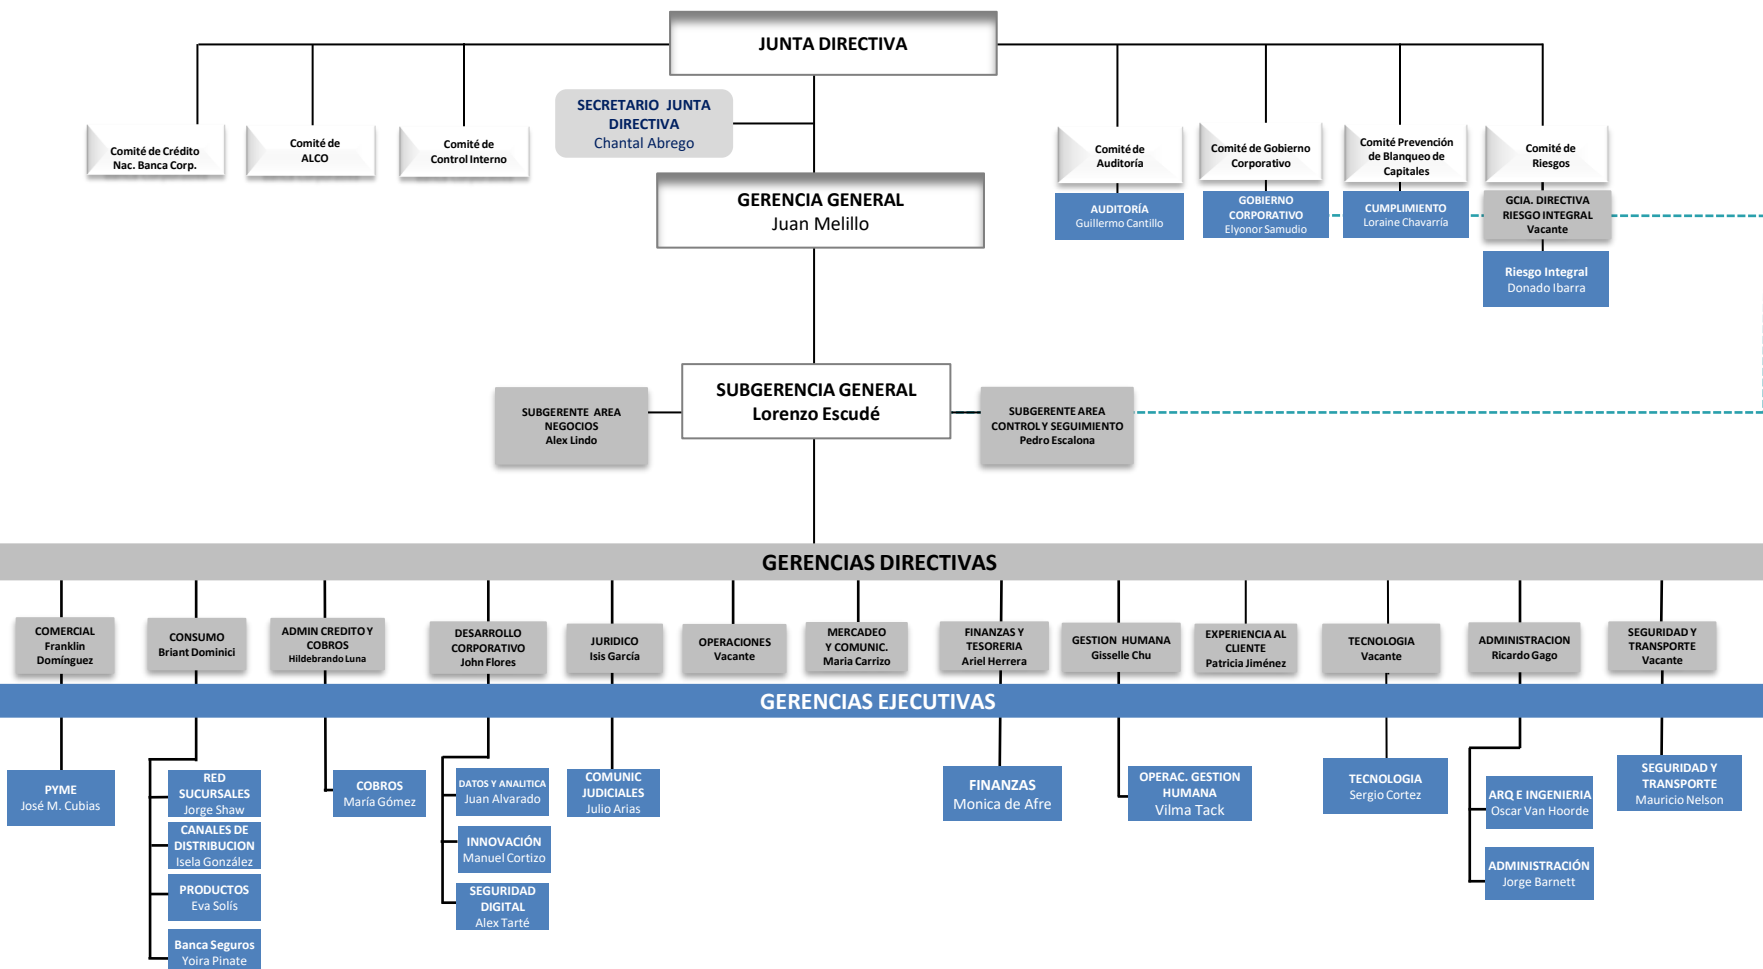 JUNTA DIRECTIVA
SECRETARIO JUNTA
DIRECTIVA
Chantal Abrego
Comité de Crédito
Nac. Banca Corp.
Comité de
ALCO
Comité de
Control Interno
Comité de
Auditoría
Comité de Gobierno
Corporativo
Comité Prevención
de Blanqueo de
Capitales
Comité de
Riesgos
AUDITORÍA
Guillermo Cantillo
GOBIERNO
CORPORATIVO
Elyonor Samudio
CUMPLIMIENTO
Loraine Chavarría
GCIA. DIRECTIVA
RIESGO INTEGRAL
Vacante
Riesgo Integral
Donado Ibarra
GERENCIA GENERAL
Juan Melillo
SUBGERENCIA GENERAL
Lorenzo Escudé
SUBGERENTE AREA
NEGOCIOS
Alex Lindo
SUBGERENTE AREA
CONTROL Y SEGUIMIENTO
Pedro Escalona
GERENCIAS DIRECTIVAS
COMERCIAL
Franklin
Domínguez
CONSUMO
Briant Dominici
ADMIN CREDITO Y
COBROS
Hildebrando Luna
DESARROLLO
CORPORATIVO
John Flores
JURIDICO
Isis García
OPERACIONES
Vacante
MERCADEO
Y COMUNIC.
Maria Carrizo
FINANZAS Y
TESORERIA
Ariel Herrera
GESTION HUMANA
Gisselle Chu
EXPERIENCIA AL
CLIENTE
Patricia Jiménez
TECNOLOGIA
Vacante
ADMINISTRACION
Ricardo Gago
SEGURIDAD Y
TRANSPORTE
Vacante
GERENCIAS EJECUTIVAS
PYME
José M. Cubias
RED
SUCURSALES
Jorge Shaw
CANALES DE
DISTRIBUCION
Isela González
PRODUCTOS
Eva Solís
Banca Seguros
Yoira Pinate
COBROS
María Gómez
DATOS Y ANALITICA
Juan Alvarado
INNOVACIÓN
Manuel Cortizo
SEGURIDAD
DIGITAL
Alex Tarté
COMUNIC
JUDICIALES
Julio Arias
FINANZAS
Monica de Afre
OPERAC. GESTION
HUMANA
Vilma Tack
TECNOLOGIA
Sergio Cortez
ARQ E INGENIERIA
Oscar Van Hoorde
ADMINISTRACIÓN
Jorge Barnett
SEGURIDAD Y
TRANSPORTE
Mauricio Nelson